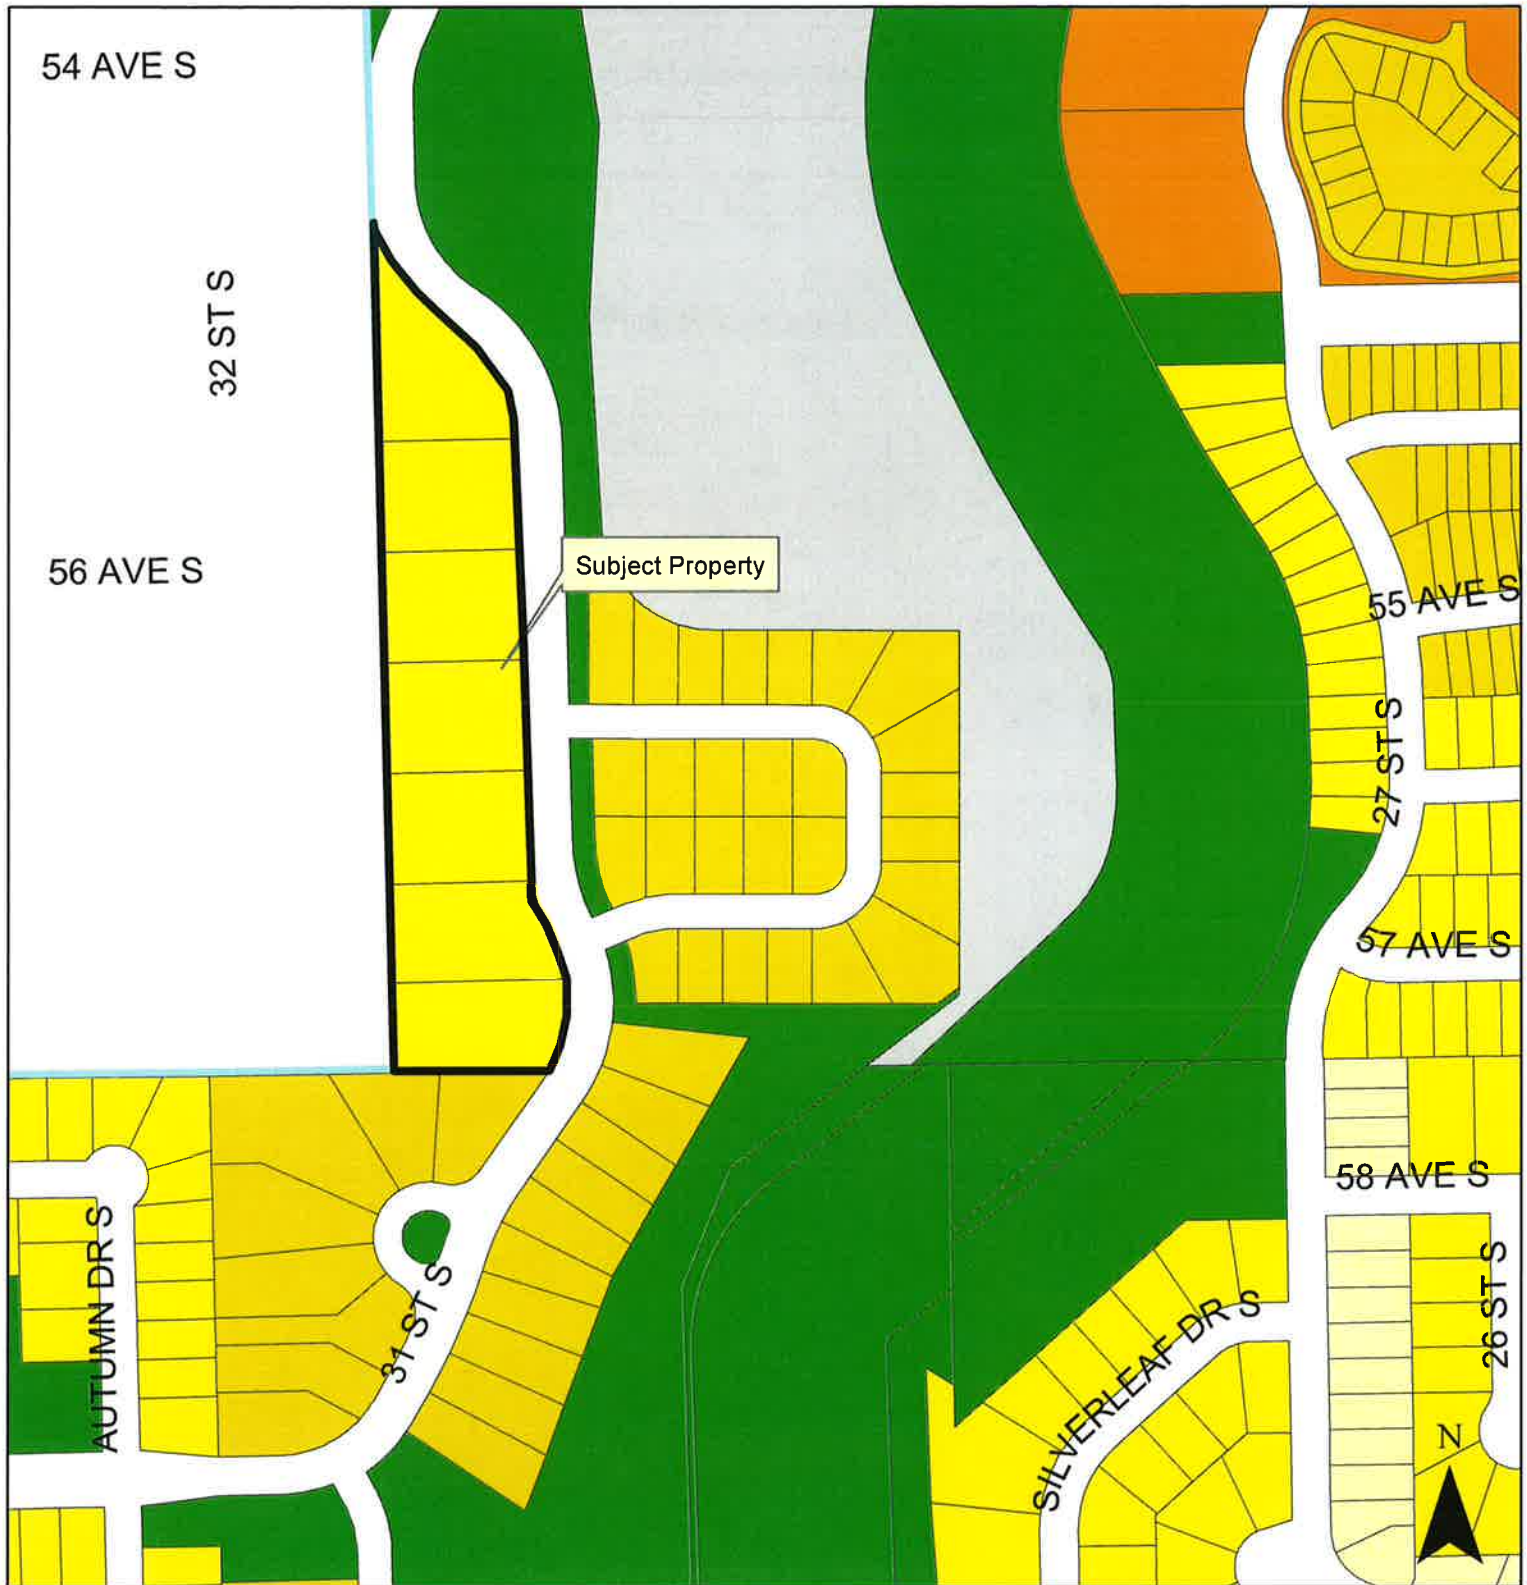 54 AVE S
32 ST S
56 AVE S
Subject Property
55 AVE S
27 ST S
57 AVE S
58 AVE S
AUTUMN DR S
31 ST S
SILVERLEAF DR S
26 ST S
N